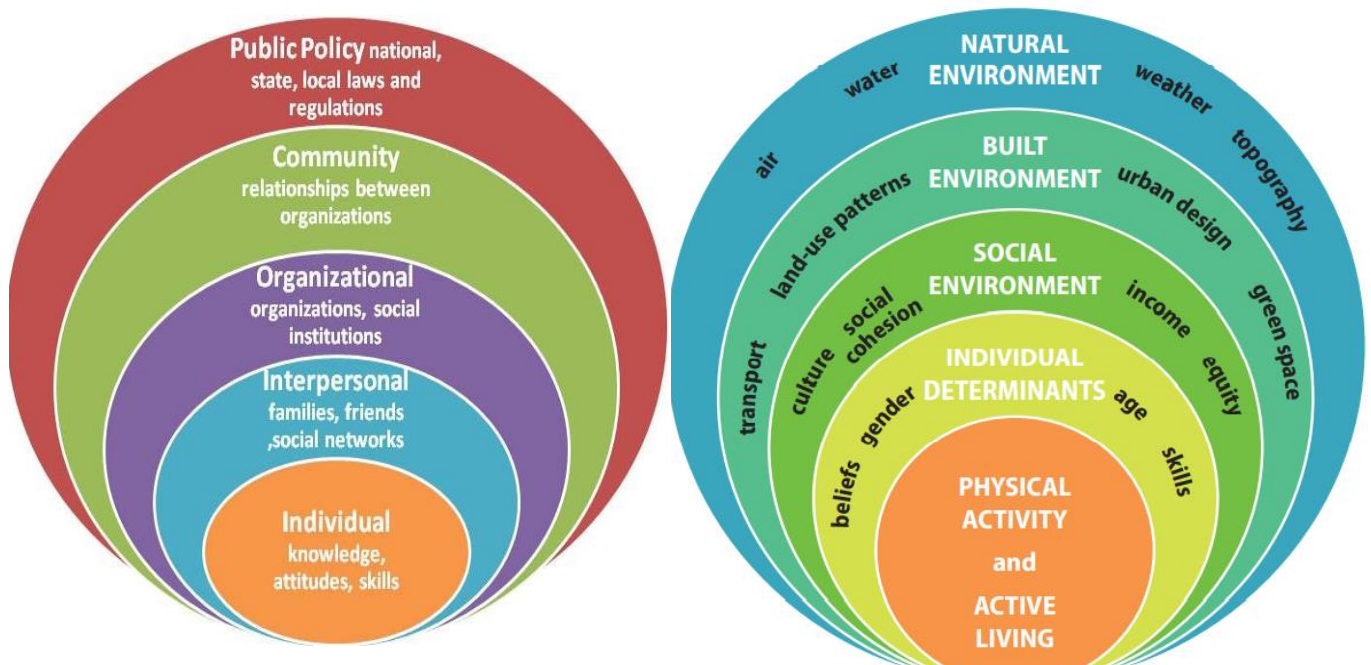 Public Policy national,
state, local laws and
regulations
Community
relationships between
organizations
Organizational
organizations, social
institutions
Interpersonal
families, friends
,social networks
Individual
knowledge,
attitudes, skills
NATURAL
ENVIRONMENT
air
water
weather
topography
BUILT
ENVIRONMENT
transport
land-use patterns
urban design
green space
SOCIAL
ENVIRONMENT
culture
social
cohesion
income
equity
INDIVIDUAL
DETERMINANTS
beliefs
gender
age
skills
PHYSICAL
ACTIVITY
and
ACTIVE
LIVING